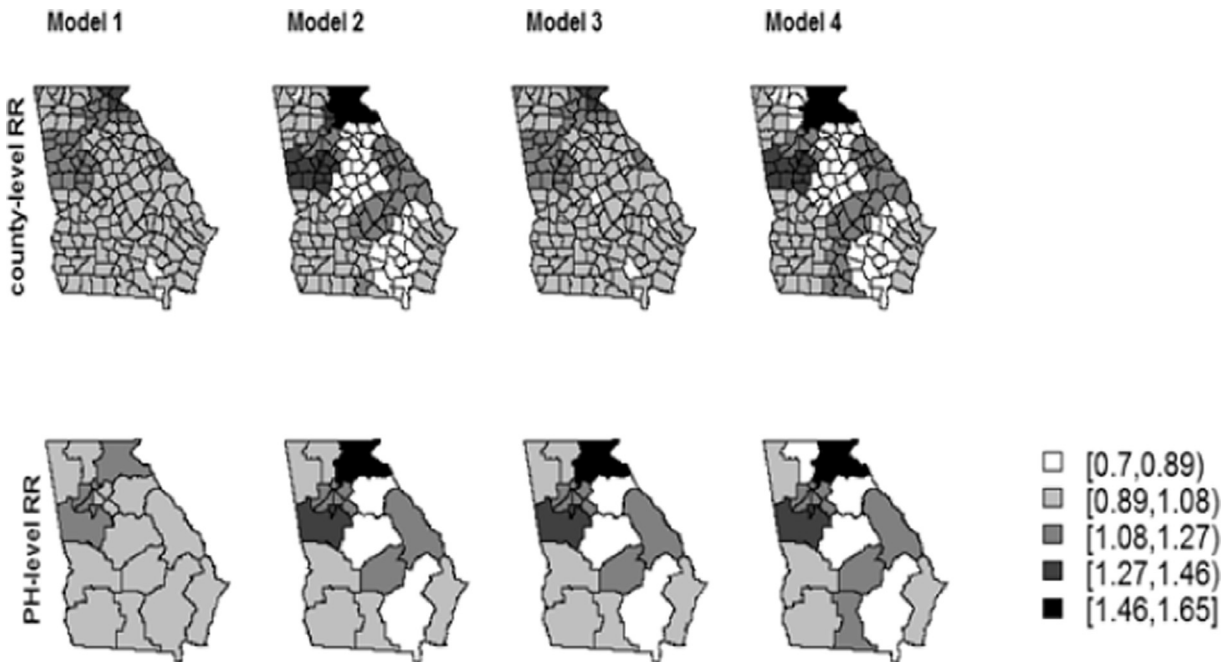 Model 1
Model 2
Model 3
Model 4
county-level RR
PH-level RR
[0.7,0.89)
[0.89,1.08)
[1.08,1.27)
[1.27,1.46)
[1.46,1.65]